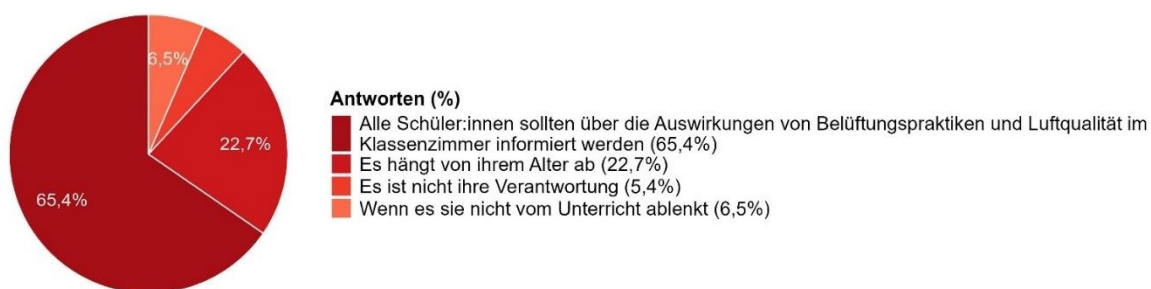 6,5%
22,7%
65,4%
Antworten (%)
Alle Schüler:innen sollten über die Auswirkungen von Belüftungspraktiken und Luftqualität im
Klassenzimmer informiert werden (65,4%)
Es hängt von ihrem Alter ab (22,7%)
Es ist nicht ihre Verantwortung (5,4%)
Wenn es sie nicht vom Unterricht ablenkt (6,5%)